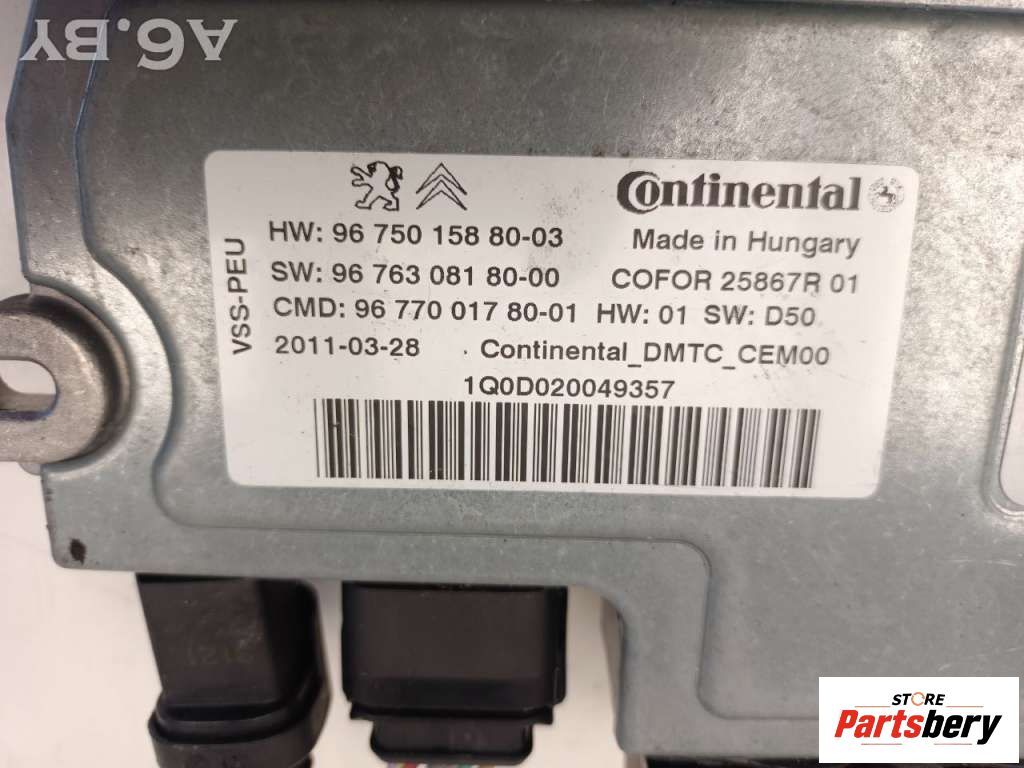 A6.BY
Continental
HW: 96 750 158 80-03 Made in Hungary
SW: 96 763 081 80-00 COFOR 25867R 01
CMD: 96 770 017 80-01 HW: 01 SW: D50
2011-03-28 Continental_DMTC_CEM00
1Q0D020049357
VSS-PEU
STORE
Partsbery